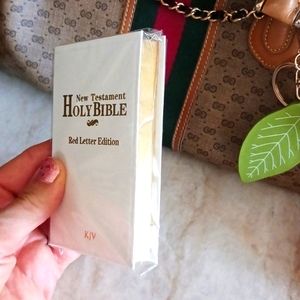 New Testament
HOLY BIBLE
Red Letter Edition
KJV